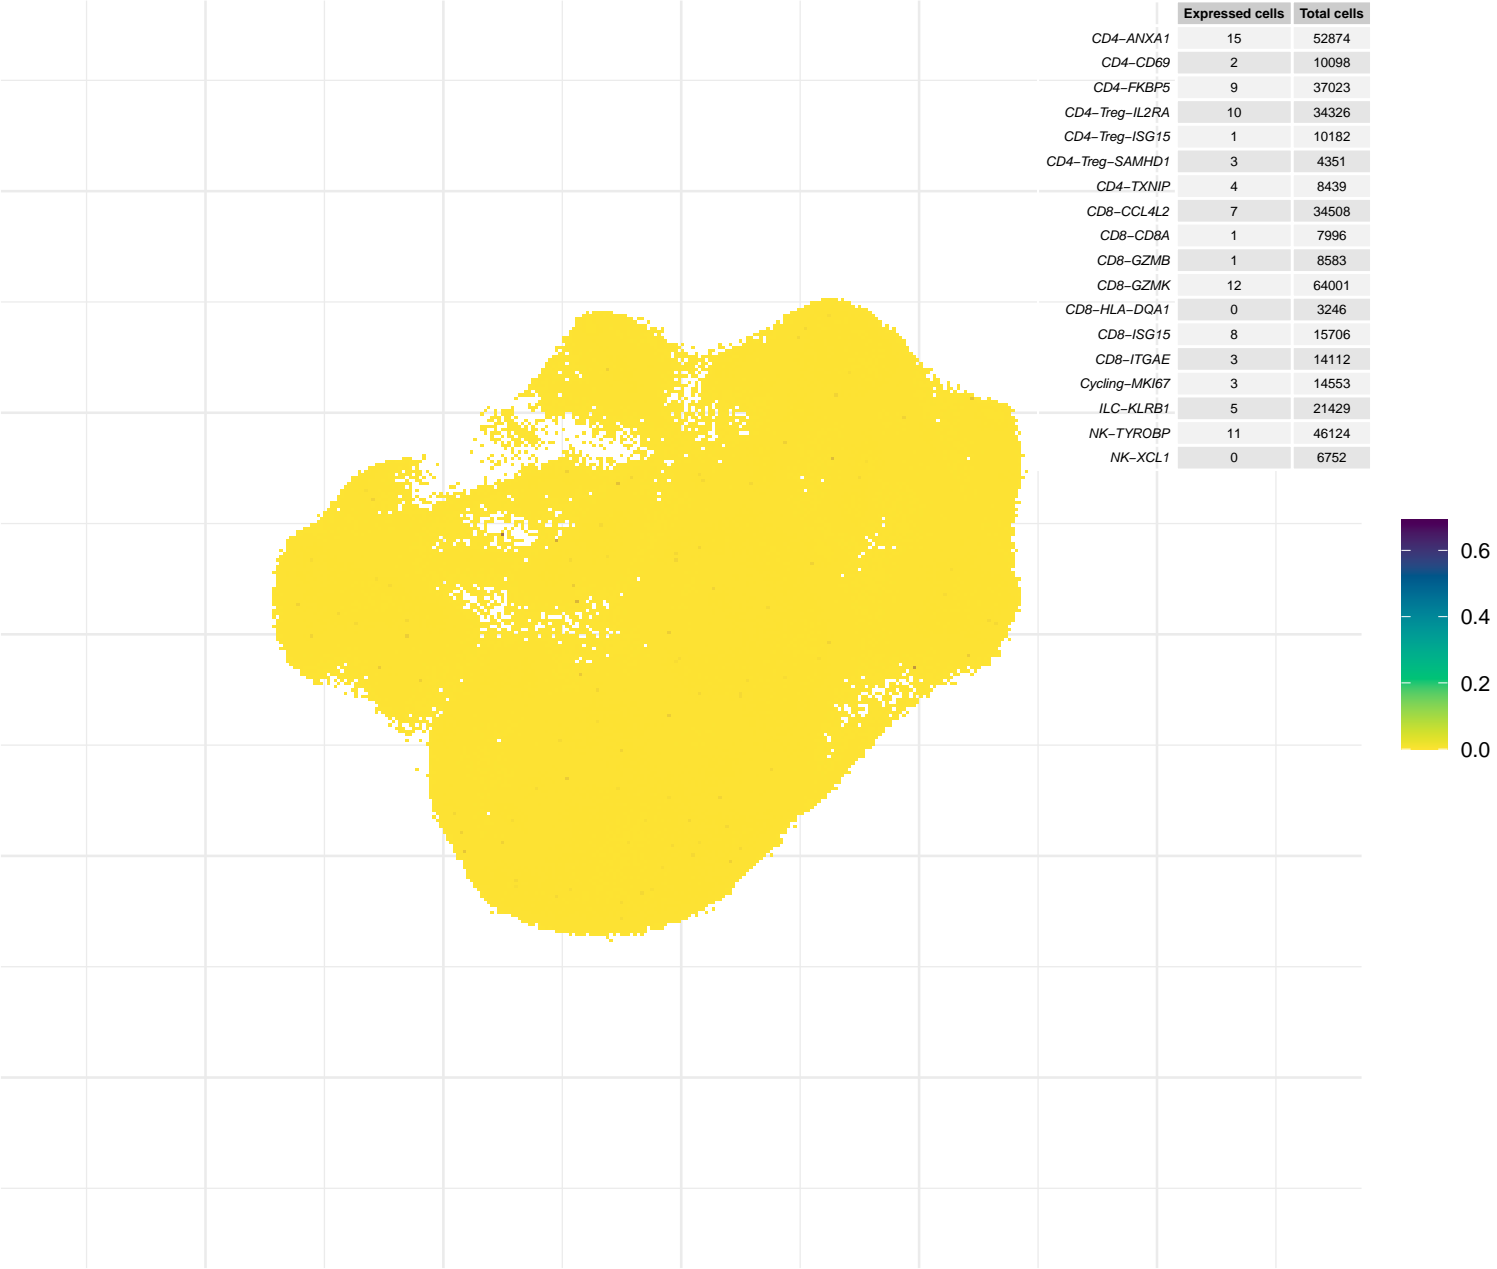 Expressed cells Total cells
CD4−ANXA1 15 52874
CD4−CD69 2 10098
CD4−FKBP5 9 37023
CD4−Treg−IL2RA 10 34326
CD4−Treg−ISG15 1 10182
CD4−Treg−SAMHD1 3 4351
CD4−TXNIP 4 8439
CD8−CCL4L2 7 34508
CD8−CD8A 1 7996
CD8−GZMB 1 8583
CD8−GZMK 12 64001
CD8−HLA−DQA1 0 3246
CD8−ISG15 8 15706
CD8−ITGAE 3 14112
Cycling−MKI67 3 14553
ILC−KLRB1 5 21429
NK−TYROBP 11 46124
NK−XCL1 0 6752
0.6
0.4
0.2
0.0